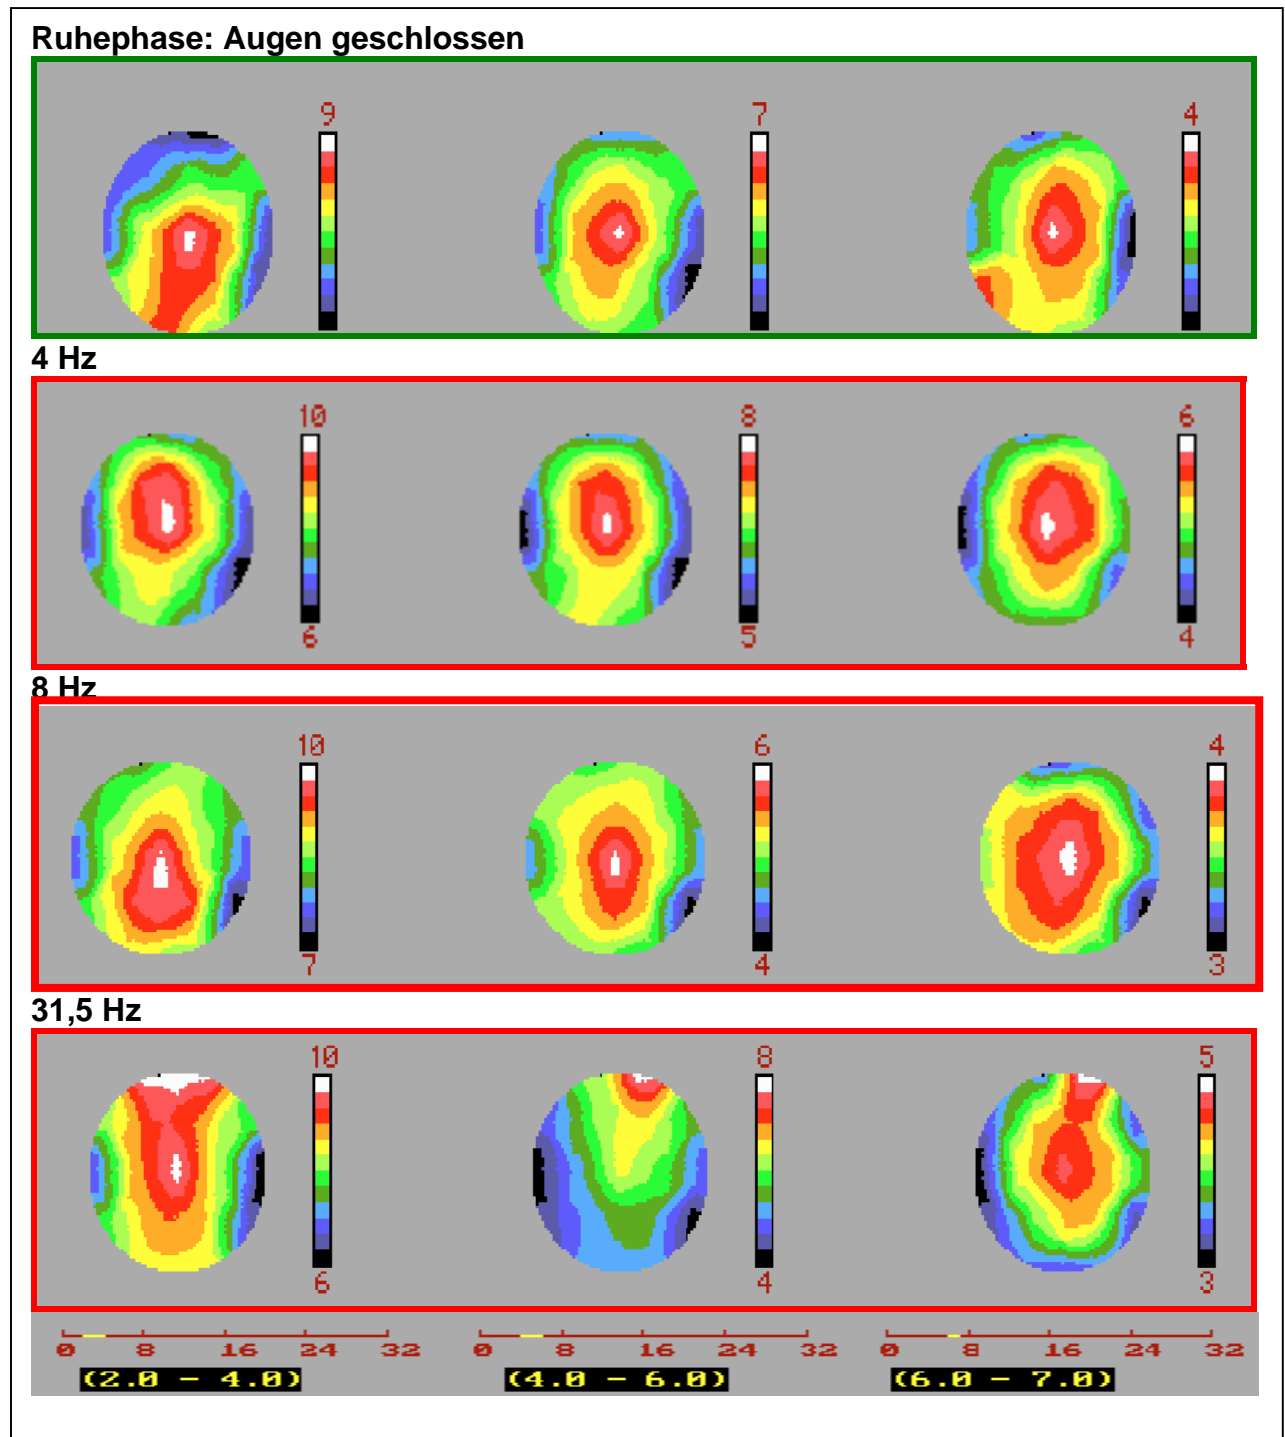 Ruhephase: Augen geschlossen
9 7 4
4 Hz
10 8 6
6 5 4
8 Hz
10 6 4
7 4 3
31,5 Hz
10 8 5
6 4 3
0 8 16 24 32 0 8 16 24 32 0 8 16 24 32
(2.0 - 4.0) (4.0 - 6.0) (6.0 - 7.0)